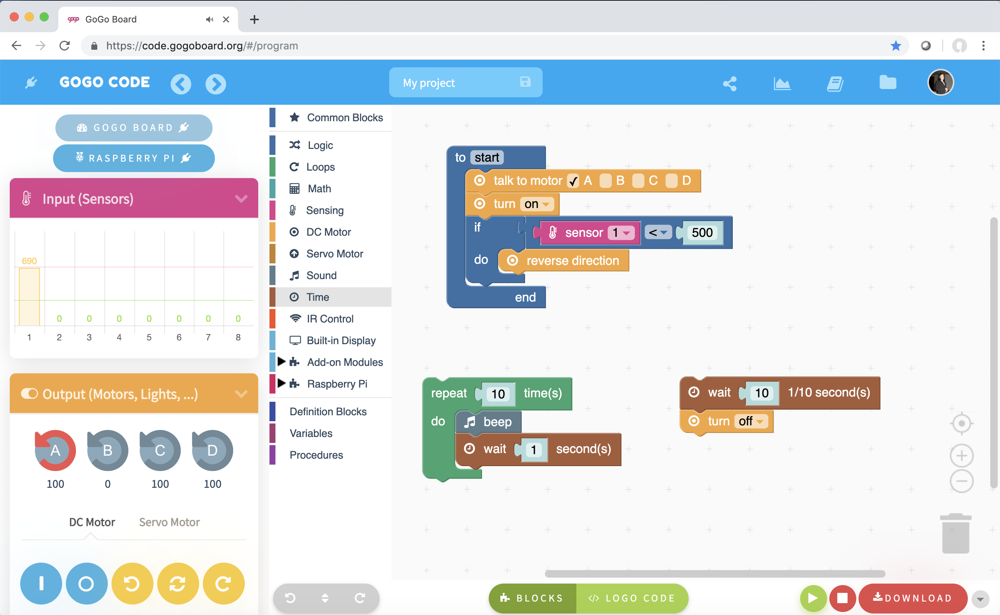 gogo GoGo Board
https://code.gogoboard.org/#/program
GOGO CODE
My project
GOGO BOARD
RASPBERRY PI
Input (Sensors)
690
0 0 0 0 0 0 0
1 2 3 4 5 6 7 8
Output (Motors, Lights, ...)
A B C D
100 0 100 100
DC Motor Servo Motor
Common Blocks
Logic
Loops
Math
Sensing
DC Motor
Servo Motor
Sound
Time
IR Control
Built-in Display
Add-on Modules
Raspberry Pi
Definition Blocks
Variables
Procedures
to start
talk to motor A B C D
turn on
if sensor 1 < 500
do reverse direction
end
repeat 10 time(s)
do beep
wait 1 second(s)
wait 10 1/10 second(s)
turn off
BLOCKS </> LOGO CODE
DOWNLOAD